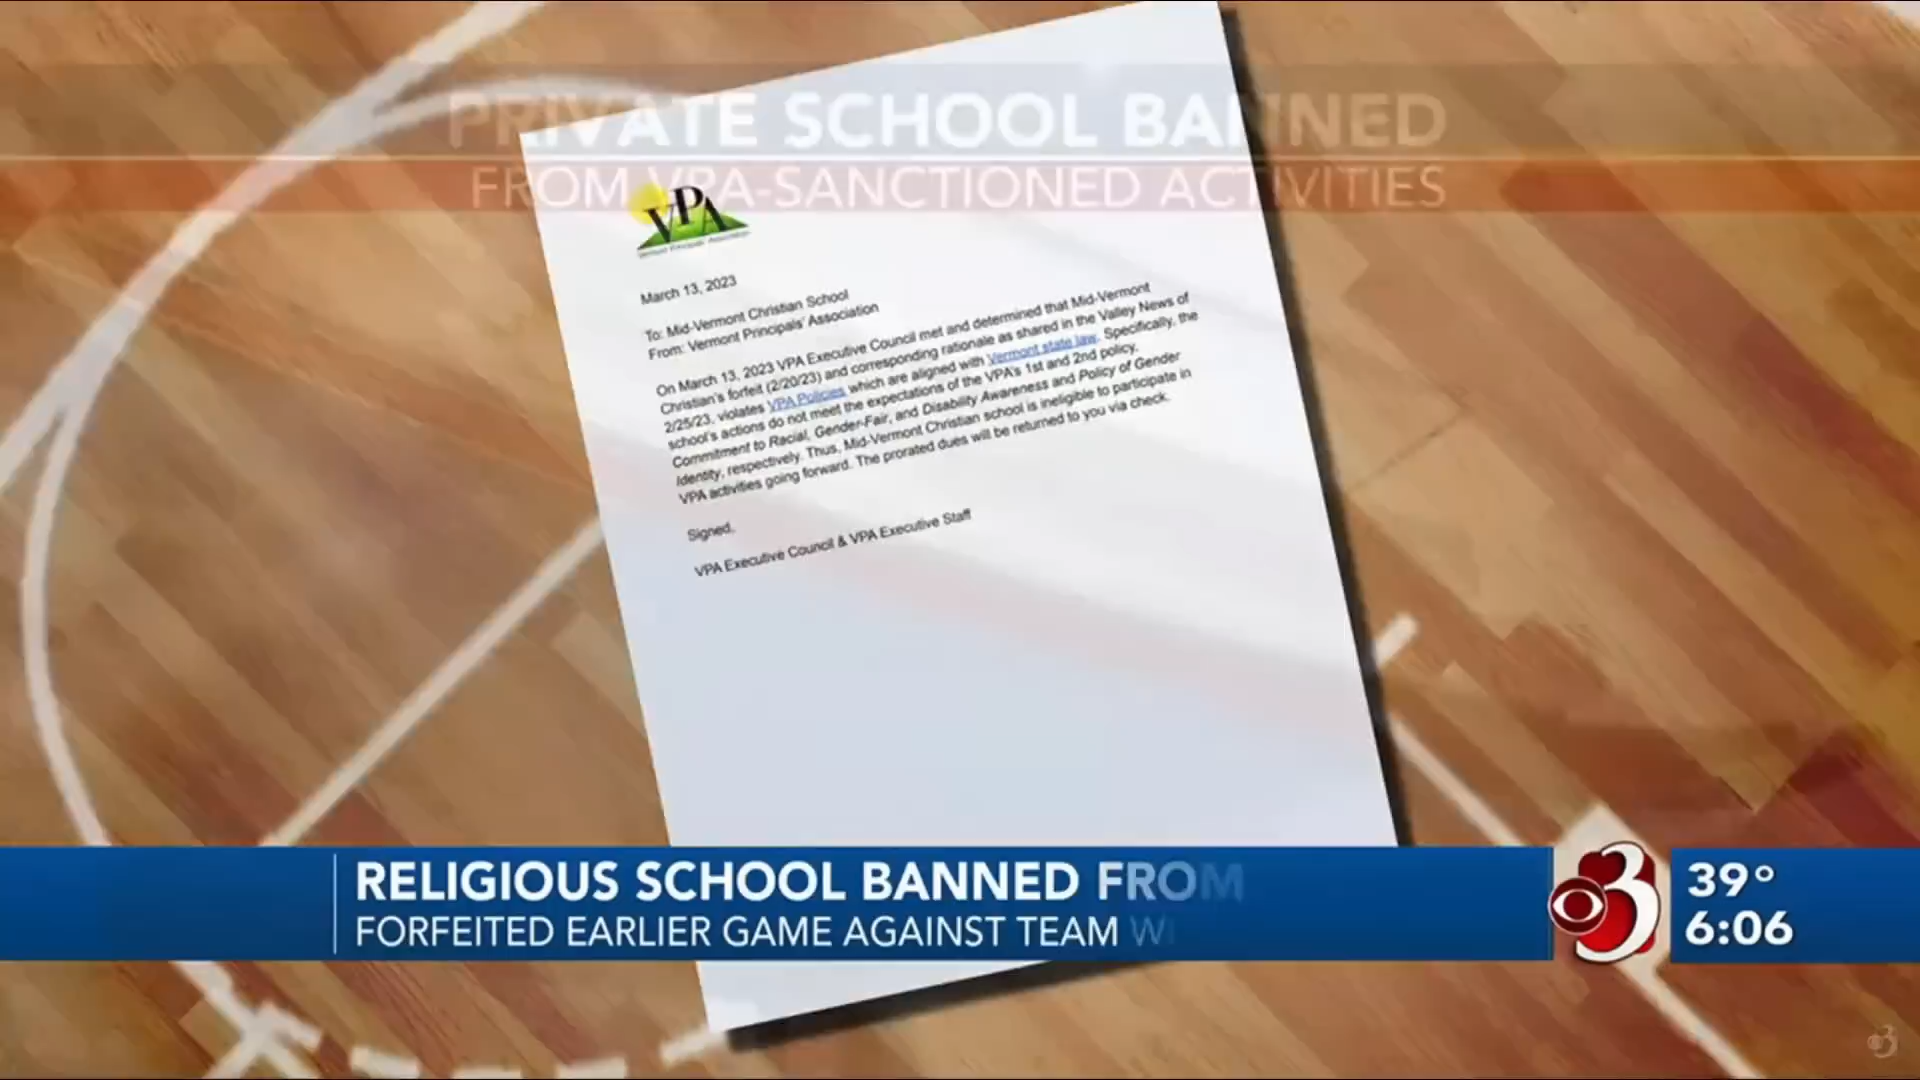 PRIVATE SCHOOL BANNED
FROM VPA-SANCTIONED ACTIVITIES
VPA
Vermont Principals' Association
March 13, 2023
To: Mid-Vermont Christian School
From: Vermont Principals' Association
On March 13, 2023 VPA Executive Council met and determined that Mid-Vermont
Christian's forfeit (2/20/23) and corresponding rationale as shared in the Valley News of
2/25/23, violates VPA Policies which are aligned with Vermont state law. Specifically, the
school's actions do not meet the expectations of the VPA's 1st and 2nd policy,
Commitment to Racial, Gender-Fair, and Disability Awareness and Policy of Gender
Identity, respectively. Thus, Mid-Vermont Christian school is ineligible to participate in
VPA activities going forward. The prorated dues will be returned to you via check.
Signed,
VPA Executive Council & VPA Executive Staff
RELIGIOUS SCHOOL BANNED FROM
FORFEITED EARLIER GAME AGAINST TEAM WI
3
39°
6:06
3